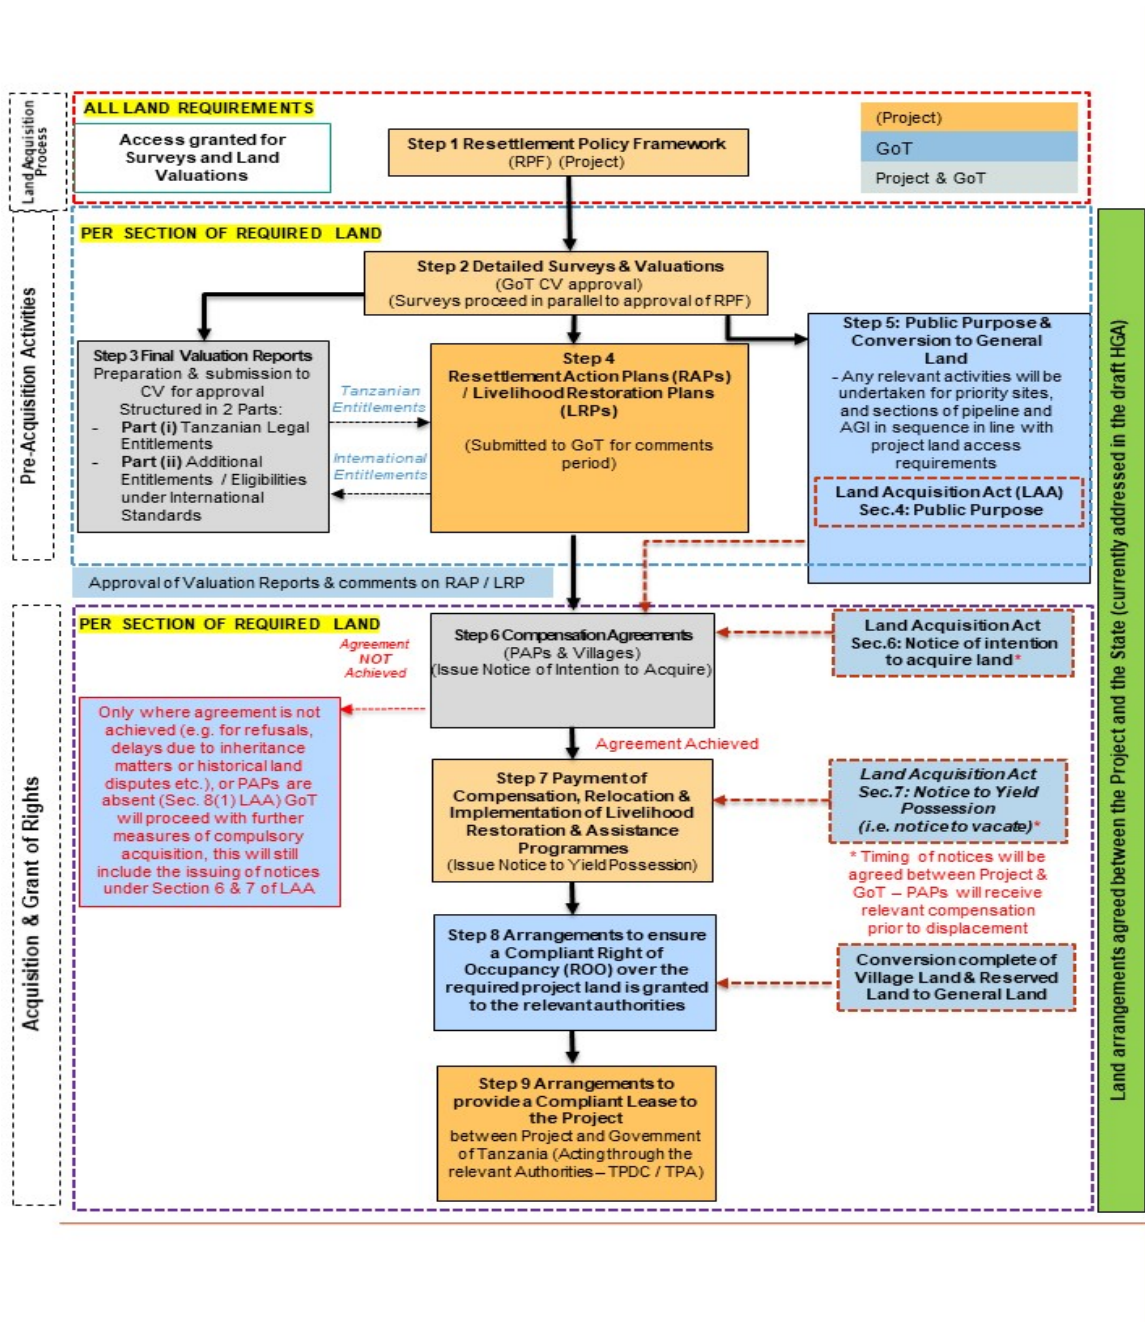 Land Acquisition
Process
ALL LAND REQUIREMENTS
Access granted for
Surveys and Land
Valuations
Step 1 Resettlement Policy Framework
(RPF) (Project)
(Project)
GoT
Project & GoT
Pre-Acquisition Activities
PER SECTION OF REQUIRED LAND
Step 2 Detailed Surveys & Valuations
(GoT CV approval)
(Surveys proceed in parallel to approval of RPF)
Step 3 Final Valuation Reports
Preparation & submission to
CV for approval
Structured in 2 Parts:
- Part (i) Tanzanian Legal
Entitlements
- Part (ii) Additional
Entitlements / Eligibilities
under International
Standards
Tanzanian
Entitlements
International
Entitlements
Step 4
Resettlement Action Plans (RAPs)
/ Livelihood Restoration Plans
(LRPs)
(Submitted to GoT for comments
period)
Step 5: Public Purpose &
Conversion to General
Land
- Any relevant activities will be
undertaken for priority sites,
and sections of pipeline and
AGI in sequence in line with
project land access
requirements
Land Acquisition Act (LAA)
Sec.4: Public Purpose
Approval of Valuation Reports & comments on RAP / LRP
Acquisition & Grant of Rights
PER SECTION OF REQUIRED LAND
Agreement
NOT
Achieved
Step 6 Compensation Agreements
(PAPs & Villages)
(Issue Notice of Intention to Acquire)
Land Acquisition Act
Sec.6: Notice of intention
to acquire land*
Only where agreement is not
achieved (e.g. for refusals,
delays due to inheritance
matters or historical land
disputes etc.), or PAPs are
absent (Sec. 8(1) LAA) GoT
will proceed with further
measures of compulsory
acquisition, this will still
include the issuing of notices
under Section 6 & 7 of LAA
Agreement Achieved
Step 7 Payment of
Compensation, Relocation &
Implementation of Livelihood
Restoration & Assistance
Programmes
(Issue Notice to Yield Possession)
Land Acquisition Act
Sec.7: Notice to Yield
Possession
(i.e. notice to vacate)*
* Timing of notices will be
agreed between Project &
GoT – PAPs will receive
relevant compensation
prior to displacement
Step 8 Arrangements to ensure
a Compliant Right of
Occupancy (ROO) over the
required project land is granted
to the relevant authorities
Conversion complete of
Village Land & Reserved
Land to General Land
Step 9 Arrangements to
provide a Compliant Lease to
the Project
between Project and Government
of Tanzania (Acting through the
relevant Authorities – TPDC / TPA)
Land arrangements agreed between the Project and the State (currently addressed in the draft HGA)